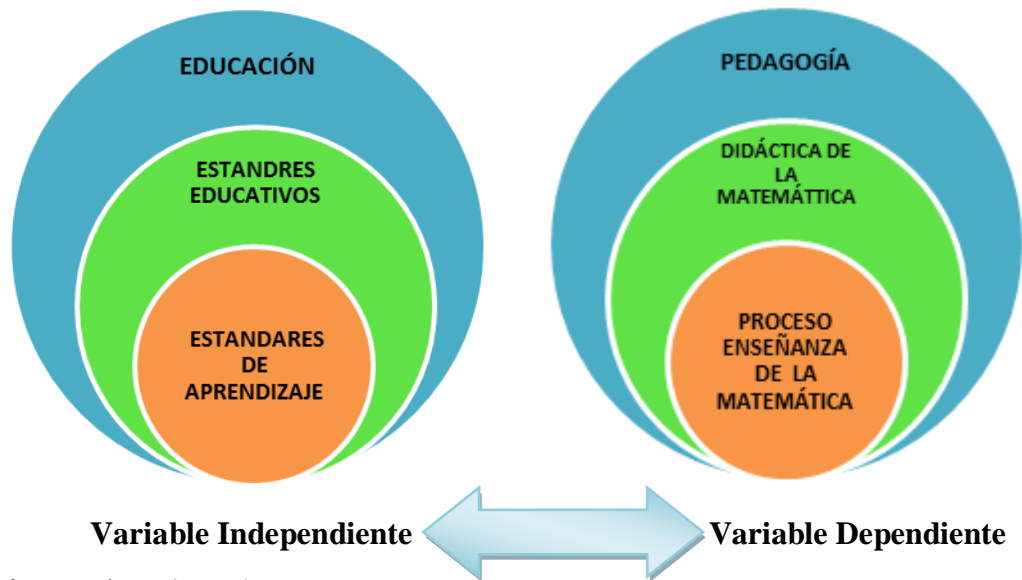 EDUCACIÓN
ESTANDRES
EDUCATIVOS
ESTANDARES
DE
APRENDIZAJE
PEDAGOGÍA
DIDÁCTICA DE
LA
MATEMÁTTICA
PROCESO
ENSEÑANZA
DE LA
MATEMÁTICA
Variable Independiente
Variable Dependiente